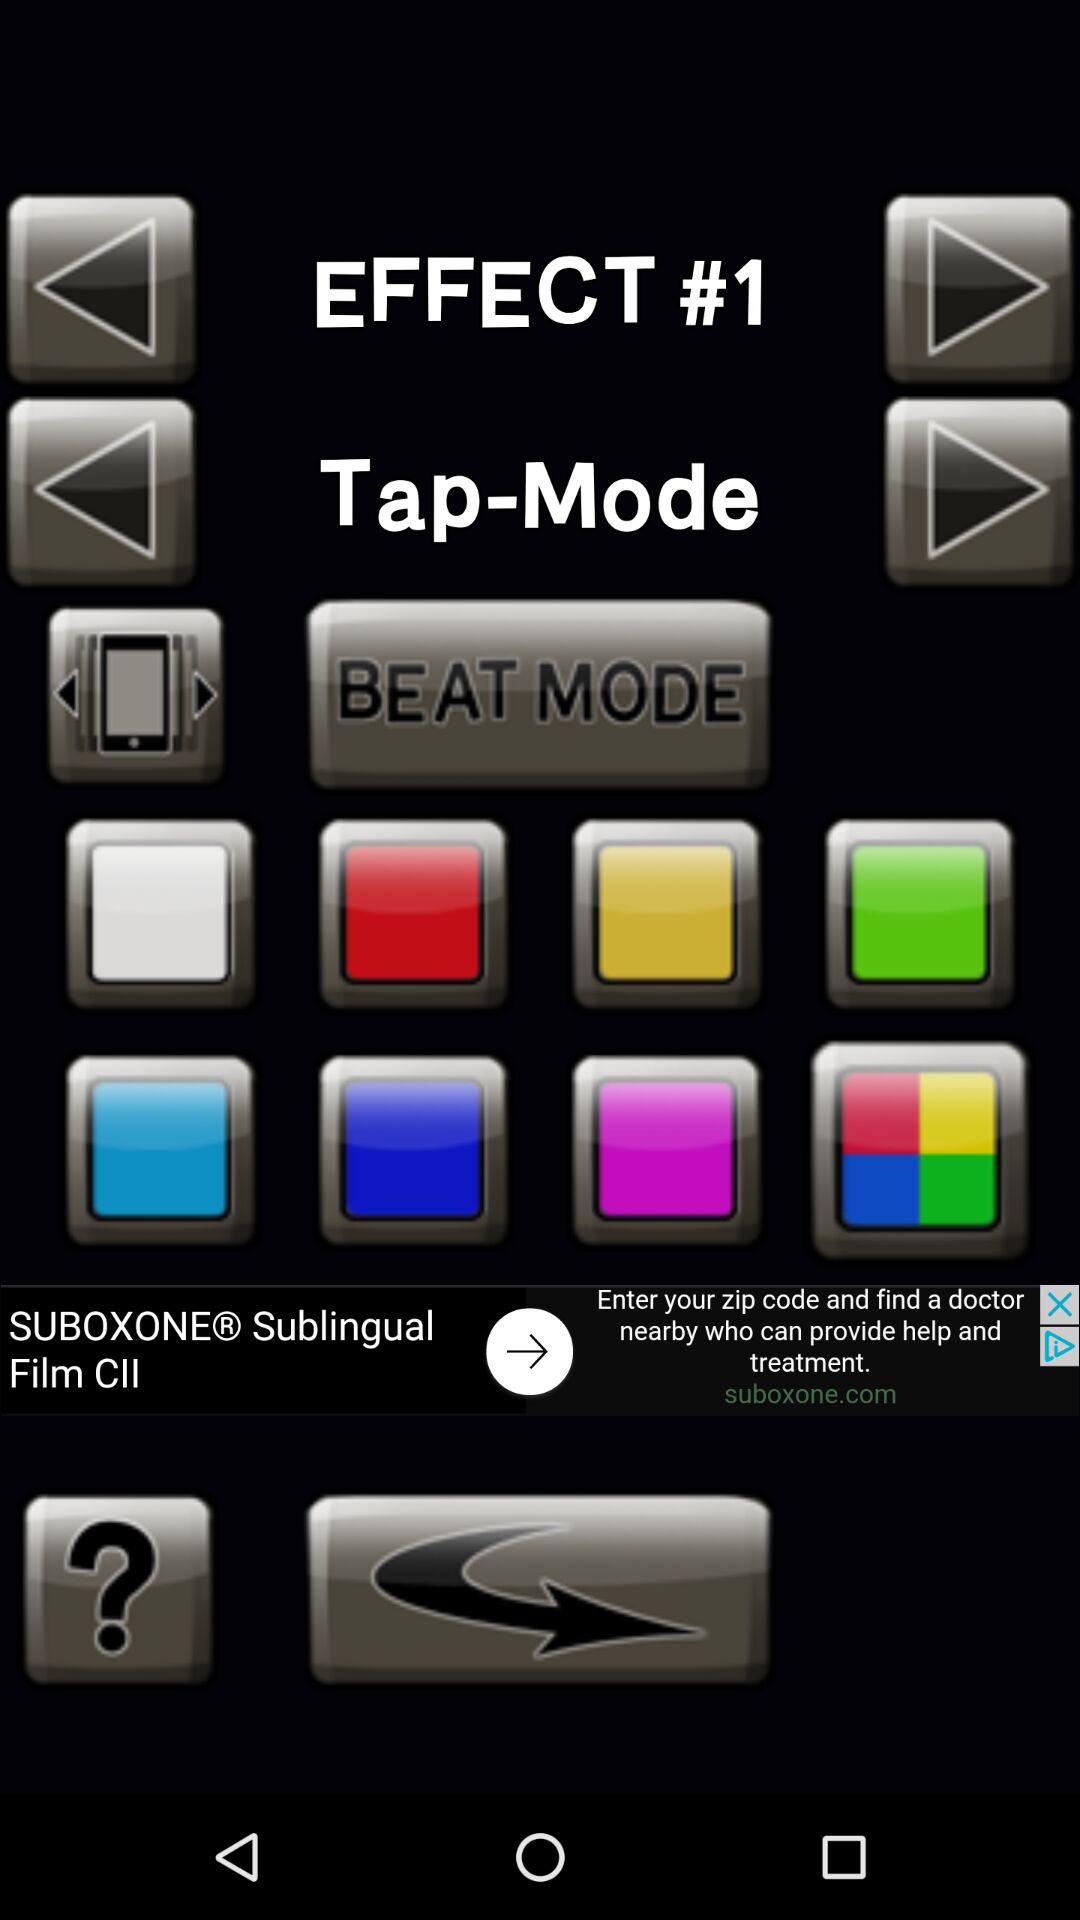 EFFECT #1
Tap-Mode
BEAT MODE
SUBOXONE® Sublingual
Film CII
Enter your zip code and find a doctor
nearby who can provide help and
treatment.
suboxone.com
?